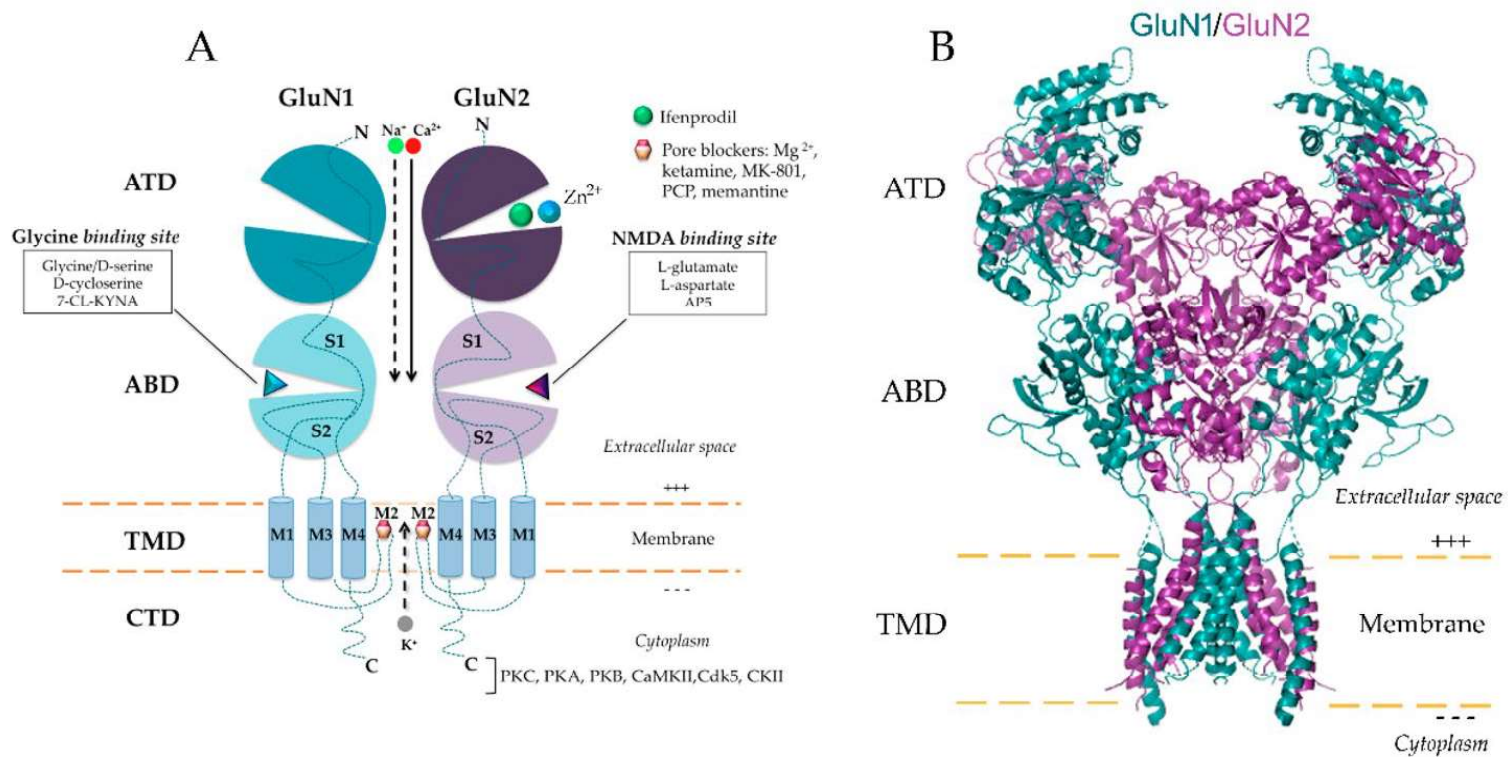 A
GluN1
GluN2
N
Na⁺
Ca²⁺
N
Ifenprodil
Pore blockers: Mg²⁺,
ketamine, MK-801,
PCP, memantine
ATD
Zn²⁺
Glycine binding site
Glycine/D-serine
D-cycloserine
7-CL-KYNA
NMDA binding site
L-glutamate
L-aspartate
AP5
S1
S1
ABD
S2
S2
Extracellular space
+++
M2
M2
TMD
M1
M3
M4
M4
M3
M1
Membrane
- - -
CTD
K⁺
Cytoplasm
C
C
PKC, PKA, PKB, CaMKII,Cdk5, CKII
B
GluN1/GluN2
ATD
ABD
Extracellular space
+++
TMD
Membrane
- - -
Cytoplasm